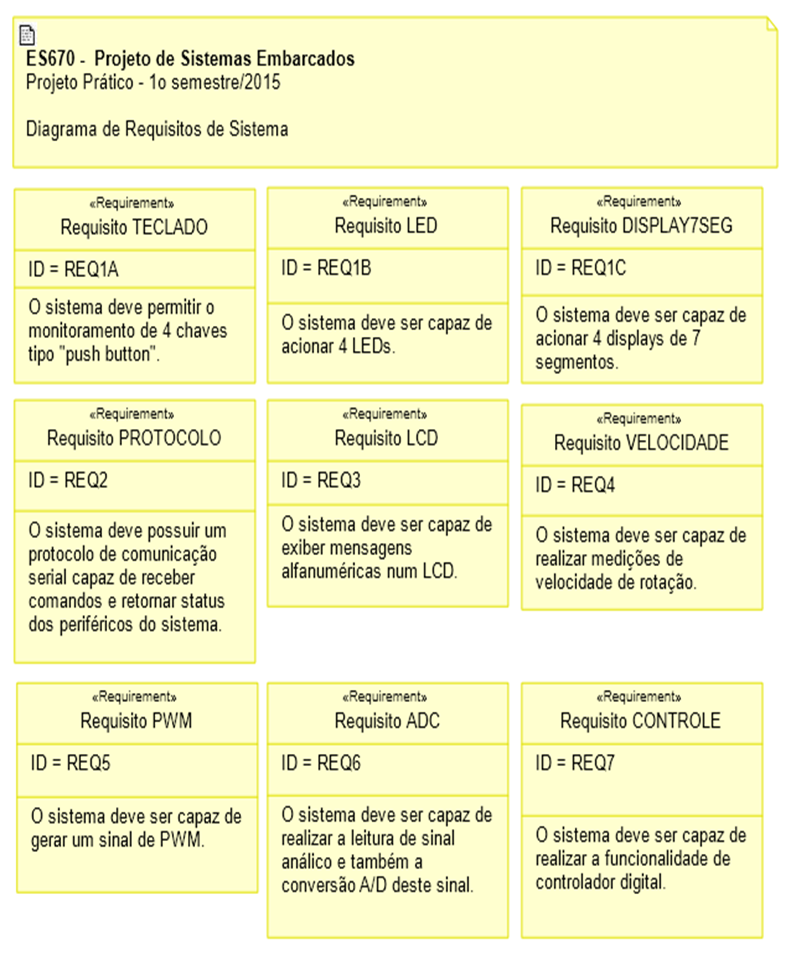 ES670 - Projeto de Sistemas Embarcados
Projeto Prático - 1o semestre/2015
Diagrama de Requisitos de Sistema
«Requirement»
Requisito TECLADO
ID = REQ1A
O sistema deve permitir o
monitoramento de 4 chaves
tipo "push button".
«Requirement»
Requisito LED
ID = REQ1B
O sistema deve ser capaz de
acionar 4 LEDs.
«Requirement»
Requisito DISPLAY7SEG
ID = REQ1C
O sistema deve ser capaz de
acionar 4 displays de 7
segmentos.
«Requirement»
Requisito PROTOCOLO
ID = REQ2
O sistema deve possuir um
protocolo de comunicação
serial capaz de receber
comandos e retornar status
dos periféricos do sistema.
«Requirement»
Requisito LCD
ID = REQ3
O sistema deve ser capaz de
exiber mensagens
alfanuméricas num LCD.
«Requirement»
Requisito VELOCIDADE
ID = REQ4
O sistema deve ser capaz de
realizar medições de
velocidade de rotação.
«Requirement»
Requisito PWM
ID = REQ5
O sistema deve ser capaz de
gerar um sinal de PWM.
«Requirement»
Requisito ADC
ID = REQ6
O sistema deve ser capaz de
realizar a leitura de sinal
análico e também a
conversão A/D deste sinal.
«Requirement»
Requisito CONTROLE
ID = REQ7
O sistema deve ser capaz de
realizar a funcionalidade de
controlador digital.